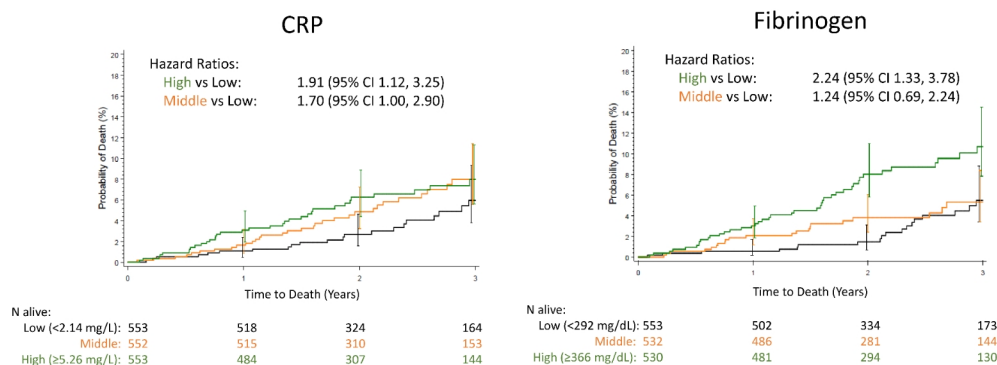 CRP
Hazard Ratios:
High vs Low: 1.91 (95% CI 1.12, 3.25)
Middle vs Low: 1.70 (95% CI 1.00, 2.90)
Probability of Death (%)
20
18
16
14
12
10
8
6
4
2
0
0 1 2 3
Time to Death (Years)
N alive:
Low (<2.14 mg/L): 553 518 324 164
Middle: 552 515 310 153
High (≥5.26 mg/L): 553 484 307 144
Fibrinogen
Hazard Ratios:
High vs Low: 2.24 (95% CI 1.33, 3.78)
Middle vs Low: 1.24 (95% CI 0.69, 2.24)
Probability of Death (%)
20
18
16
14
12
10
8
6
4
2
0
0 1 2 3
Time to Death (Years)
N alive:
Low (<292 mg/dL): 553 502 334 173
Middle: 532 486 281 144
High (≥366 mg/dL): 530 481 294 130